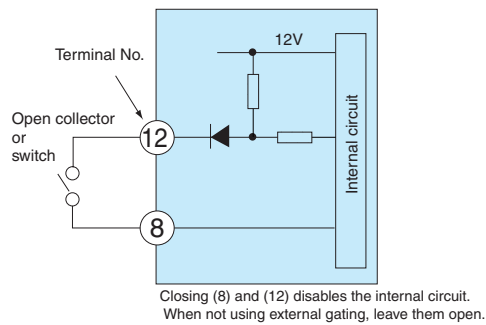 12V
Terminal No.
Open collector
or
switch
12
Internal circuit
8
Closing (8) and (12) disables the internal circuit.
When not using external gating, leave them open.